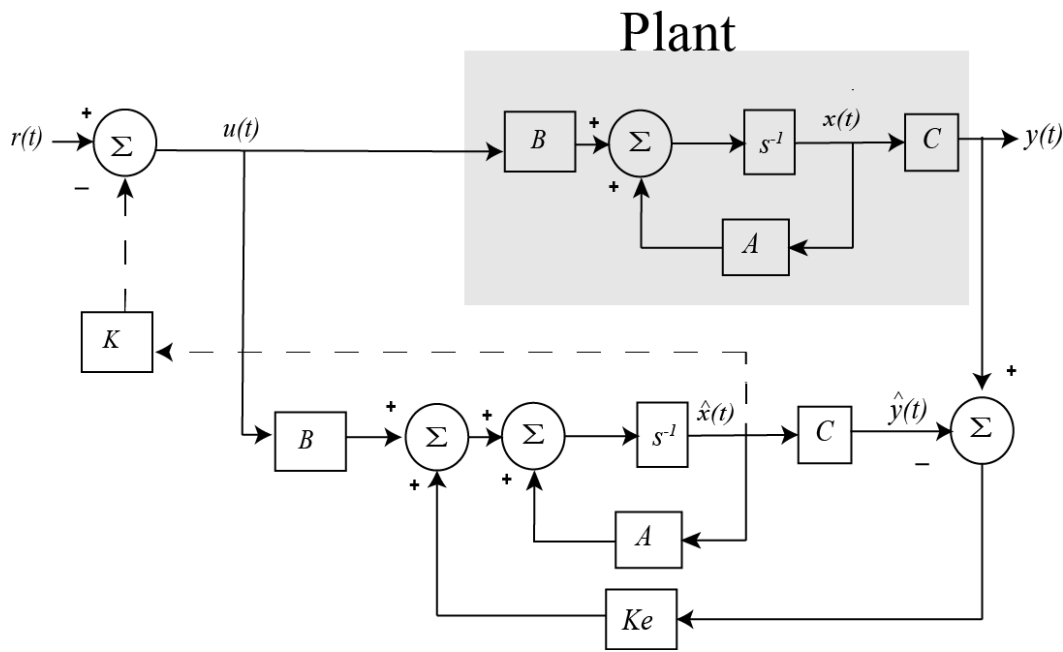 Plant
+
r(t)
Σ
−
u(t)
B
+
Σ
+
s⁻¹
x(t)
C
y(t)
A
K
B
+
Σ
+
+
Σ
+
s⁻¹
x̂(t)
C
ŷ(t)
+
Σ
−
A
Ke